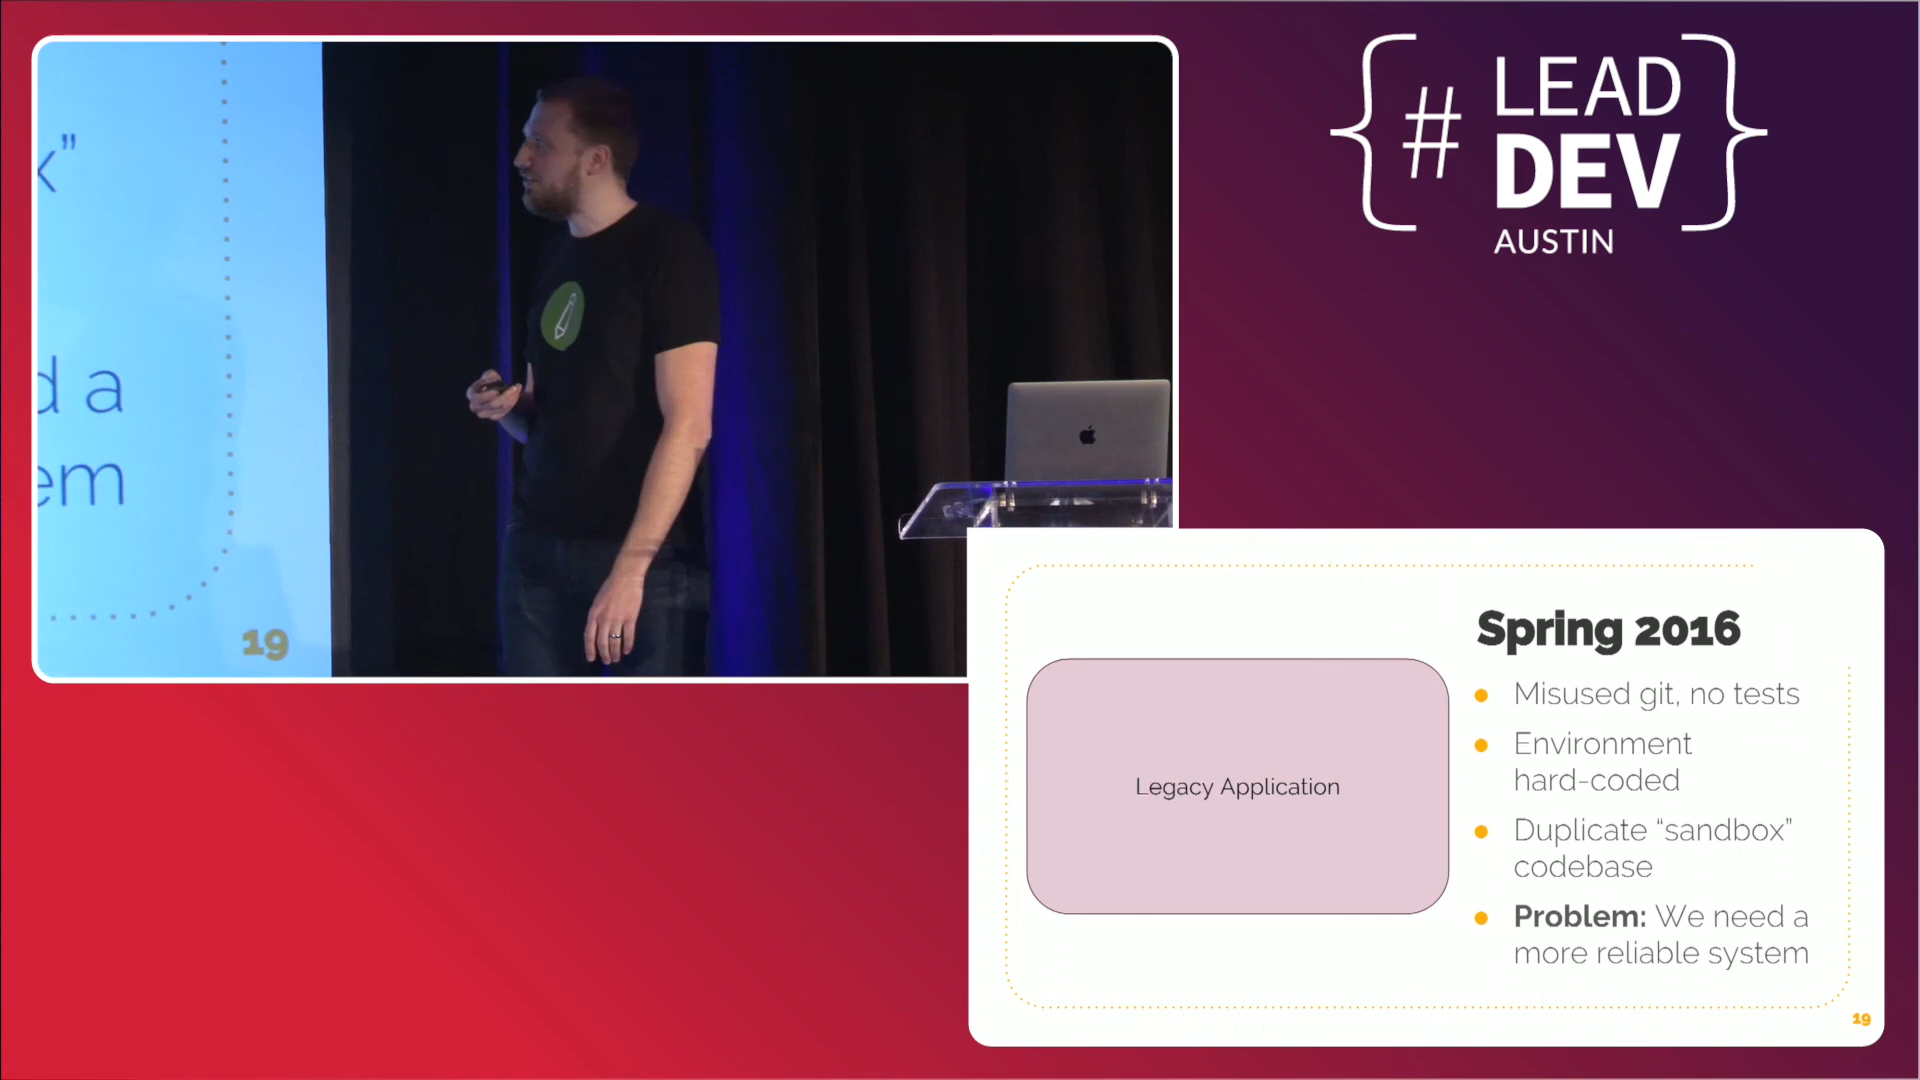 k”
d a
em
19
# LEAD
DEV
AUSTIN
Spring 2016
Legacy Application
Misused git, no tests
Environment
hard-coded
Duplicate “sandbox”
codebase
Problem: We need a
more reliable system
19